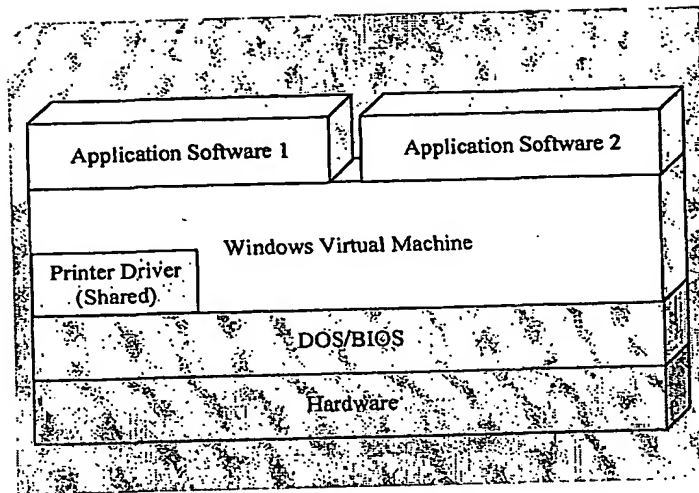 Application Software 1
Application Software 2
Windows Virtual Machine
Printer Driver
(Shared)
DOS/BIOS
Hardware